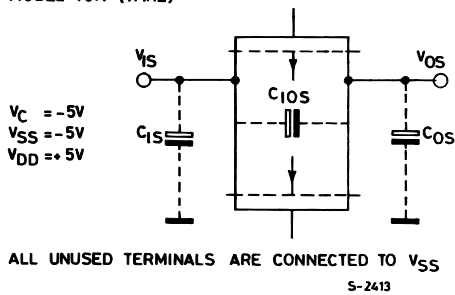 V_IS
V_OS
C_IOS
V_C = -5V
V_SS = -5V
V_DD = +5V
C_IS
C_OS
ALL UNUSED TERMINALS ARE CONNECTED TO V_SS
S-2413